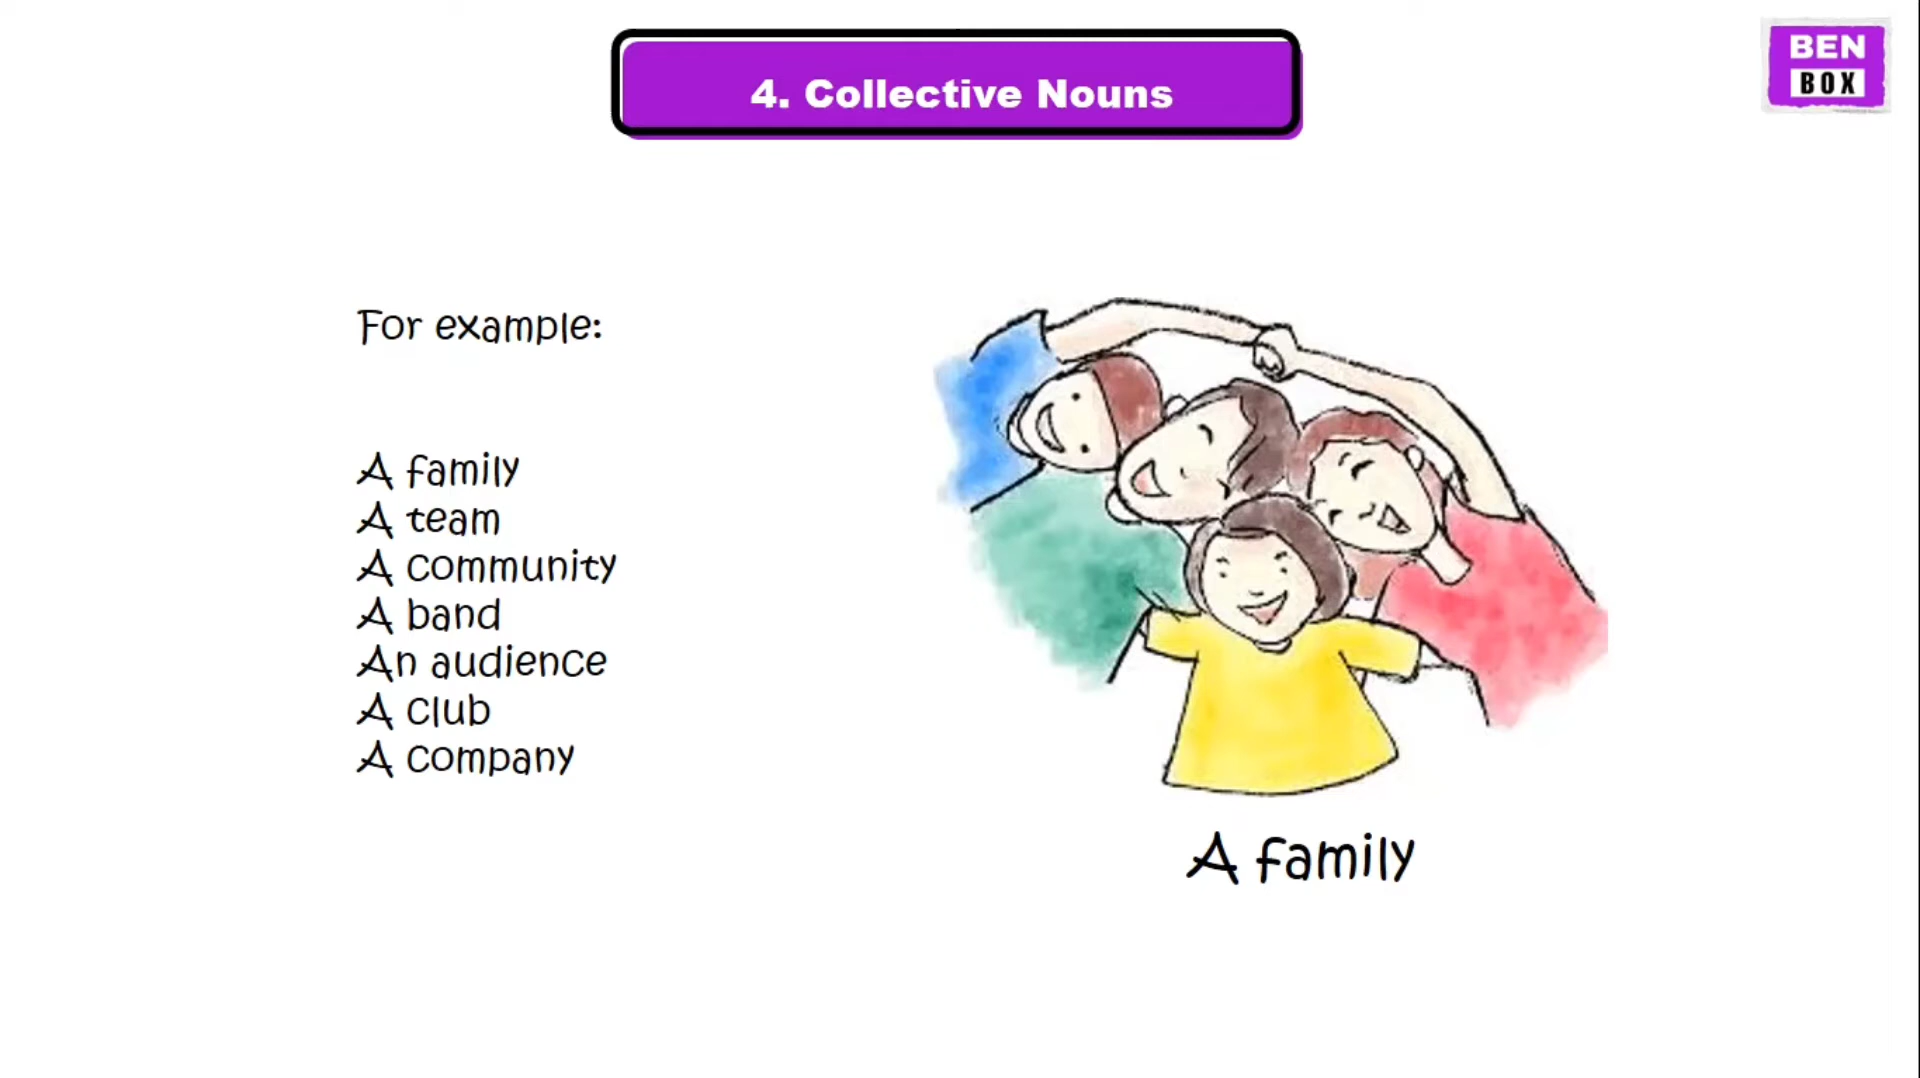 4. Collective Nouns
BEN
BOX
For example:
A family
A team
A community
A band
An audience
A club
A company
A family